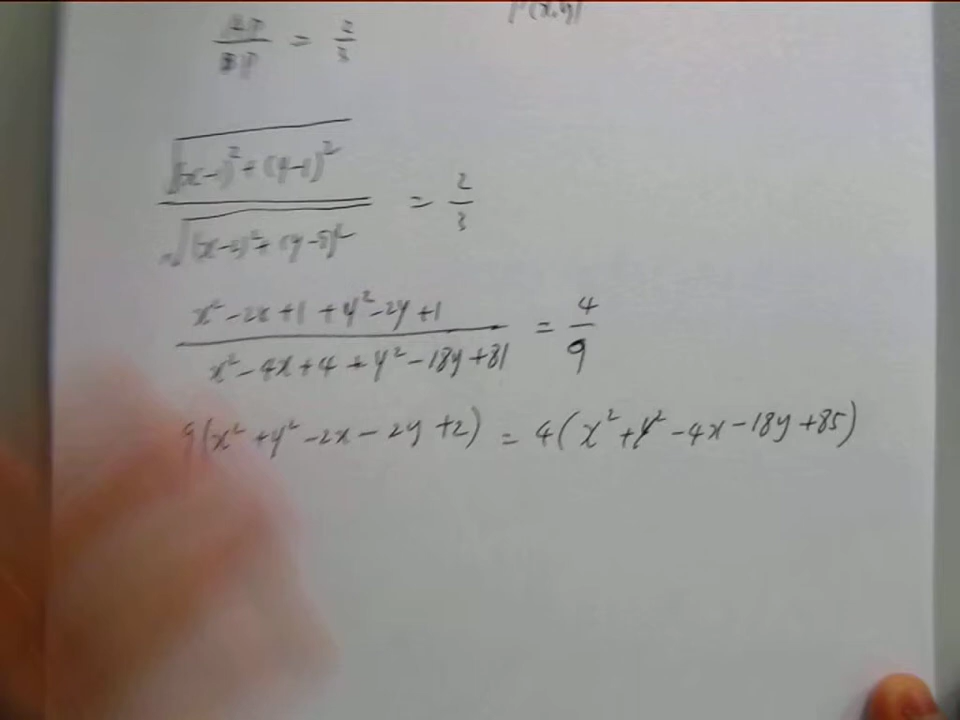 P(x,y)
= 2/3
√((x-1)²+(y-1)²) / √((x-2)²+(y-9)²) = 2/3
(x²-2x+1+y²-2y+1) / (x²-4x+4+y²-18y+81) = 4/9
9(x²+y²-2x-2y+2) = 4(x²+y²-4x-18y+85)